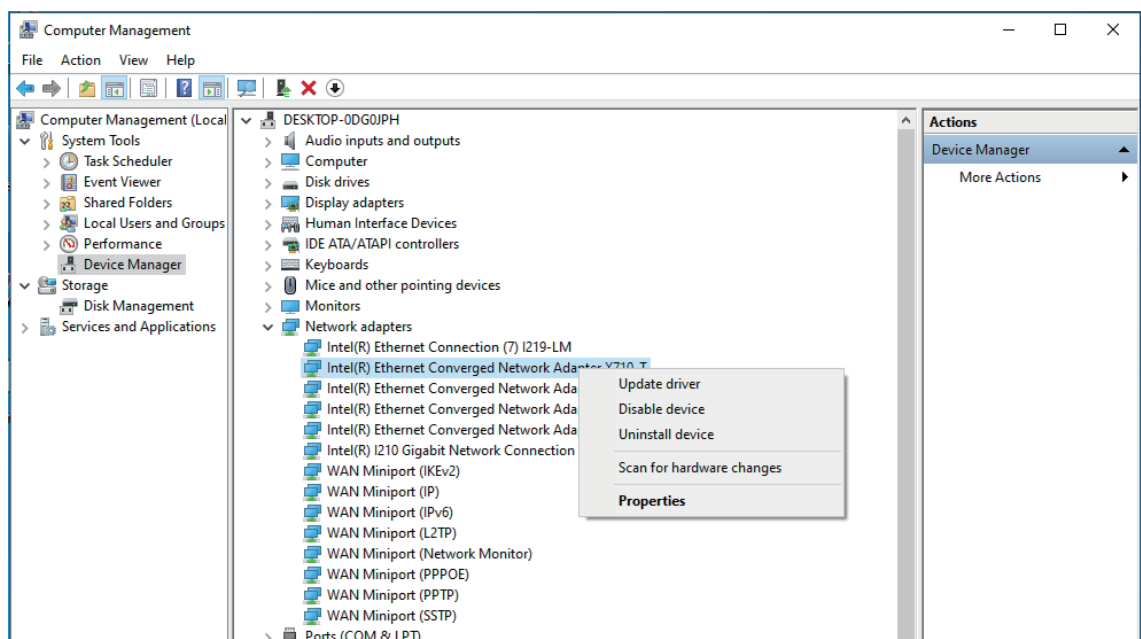 Computer Management
File Action View Help
Computer Management (Local
System Tools
Task Scheduler
Event Viewer
Shared Folders
Local Users and Groups
Performance
Device Manager
Storage
Disk Management
Services and Applications
DESKTOP-0DG0JPH
Audio inputs and outputs
Computer
Disk drives
Display adapters
Human Interface Devices
IDE ATA/ATAPI controllers
Keyboards
Mice and other pointing devices
Monitors
Network adapters
Intel(R) Ethernet Connection (7) I219-LM
Intel(R) Ethernet Converged Network Adapter X710-T
Intel(R) Ethernet Converged Network Ada
Intel(R) Ethernet Converged Network Ada
Intel(R) Ethernet Converged Network Ada
Intel(R) I210 Gigabit Network Connection
WAN Miniport (IKEv2)
WAN Miniport (IP)
WAN Miniport (IPv6)
WAN Miniport (L2TP)
WAN Miniport (Network Monitor)
WAN Miniport (PPPOE)
WAN Miniport (PPTP)
WAN Miniport (SSTP)
Ports (COM & LPT)
Update driver
Disable device
Uninstall device
Scan for hardware changes
Properties
Actions
Device Manager
More Actions